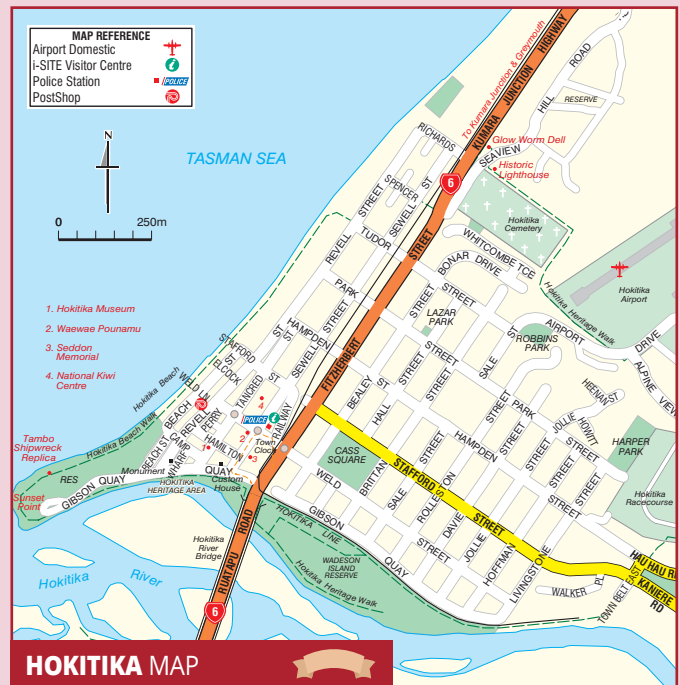 MAP REFERENCE
Airport Domestic
i-SITE Visitor Centre
Police Station
POLICE
PostShop
N
TASMAN SEA
0 250m
1. Hokitika Museum
2. Waewae Pounamu
3. Seddon
Memorial
4. National Kiwi
Centre
To Kumara Junction & Greymouth
KUMARA JUNCTION HIGHWAY
HILL ROAD
RESERVE
Glow Worm Dell
SEAVIEW
Historic
Lighthouse
6
RICHARDS
SPENCER
SEWELL ST
REVELL STREET
TUDOR
STREET
Hokitika
Cemetery
WHITCOMBE TCE
BONAR DRIVE
Hokitika
Airport
Hokitika Heritage Walk
PARK
STREET
LAZAR
PARK
STREET
AIRPORT
DRIVE
ROBBINS
PARK
ALPINE VIEW
HAMPDEN
SEWELL STREET
FITZHERBERT
STAFFORD
ST
ST
ELCOCK
TANCRED ST
WELD LN
BEACH
REVELL
PERRY
Hokitika Beach
Hokitika Beach Walk
4
POLICE
RAILWAY
Town
Clock
2
1
3
HAMILTON
CAMP
WHARF
BEACH ST
BEALEY ST
HALL STREET
STREET
STREET
SALE ST
PARK
HEENAN ST
JOLLIE
HOWITT
STREET
HAMPDEN
STREET
HARPER
PARK
Hokitika
Racecourse
CASS
SQUARE
BRITTAN
STAFFORD
STREET
WELD
SALE
ROLLESTON
STREET
DAVIE
STREET
JOLLIE
HOFFMAN
STREET
LIVINGSTONE
STREET
STREET
HAU HAU RD
KANIERE
RD
WALKER PL
TOWN BELT EAST
Tambo
Shipwreck
Replica
Sunset
Point
RES
GIBSON QUAY
Monument
QUAY
Custom
House
HOKITIKA
HERITAGE AREA
GIBSON
QUAY
HOKITIKA
LINE
WADESON
ISLAND
RESERVE
Hokitika Heritage Walk
Hokitika
River
Bridge
RUATAPU ROAD
6
Hokitika River
HOKITIKA MAP